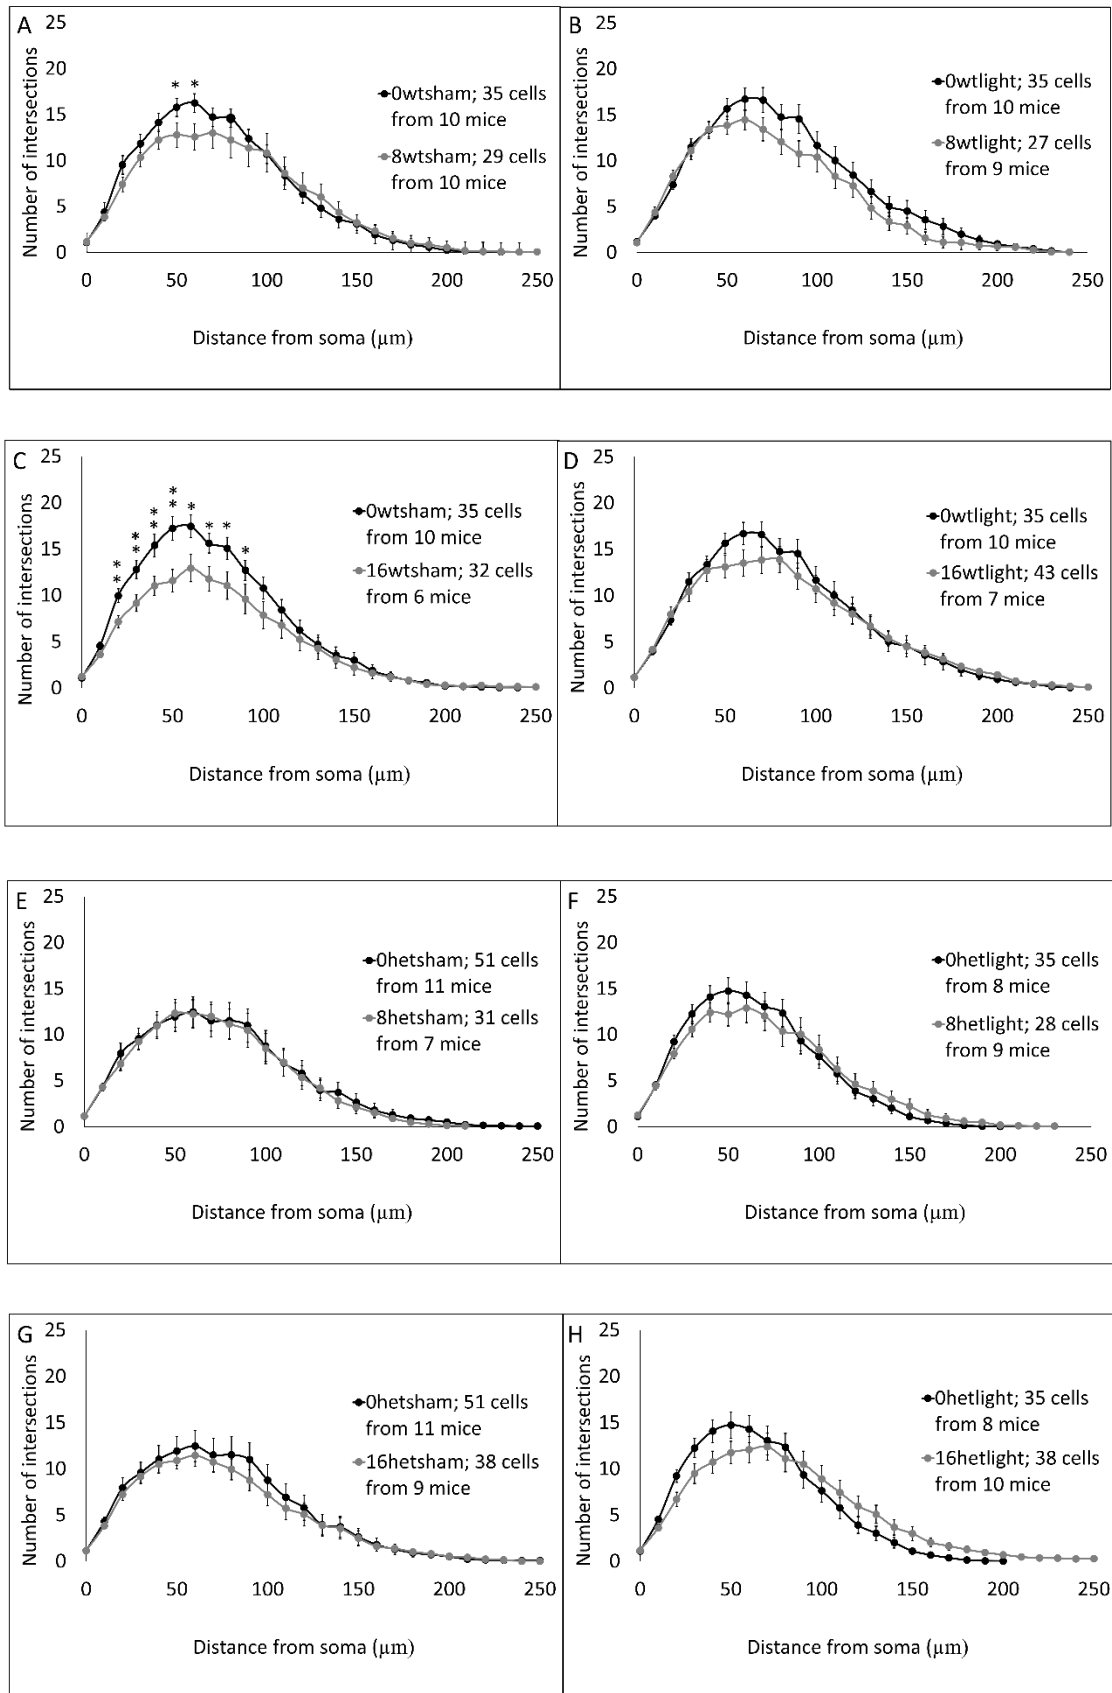 A
Number of intersections
25
20
15
10
5
0
* *
0wtsham; 35 cells
from 10 mice
8wtsham; 29 cells
from 10 mice
0 50 100 150 200 250
Distance from soma (µm)
B
Number of intersections
25
20
15
10
5
0
0wtlight; 35 cells
from 10 mice
8wtlight; 27 cells
from 9 mice
0 50 100 150 200 250
Distance from soma (µm)
C
Number of intersections
25
20
15
10
5
0
** ** ** ** * * * *
0wtsham; 35 cells
from 10 mice
16wtsham; 32 cells
from 6 mice
0 50 100 150 200 250
Distance from soma (µm)
D
Number of intersections
25
20
15
10
5
0
0wtlight; 35 cells
from 10 mice
16wtlight; 43 cells
from 7 mice
0 50 100 150 200 250
Distance from soma (µm)
E
Number of intersections
25
20
15
10
5
0
0hetsham; 51 cells
from 11 mice
8hetsham; 31 cells
from 7 mice
0 50 100 150 200 250
Distance from soma (µm)
F
Number of intersections
25
20
15
10
5
0
0hetlight; 35 cells
from 8 mice
8hetlight; 28 cells
from 9 mice
0 50 100 150 200 250
Distance from soma (µm)
G
Number of intersections
25
20
15
10
5
0
0hetsham; 51 cells
from 11 mice
16hetsham; 38 cells
from 9 mice
0 50 100 150 200 250
Distance from soma (µm)
H
Number of intersections
25
20
15
10
5
0
0hetlight; 35 cells
from 8 mice
16hetlight; 38 cells
from 10 mice
0 50 100 150 200 250
Distance from soma (µm)